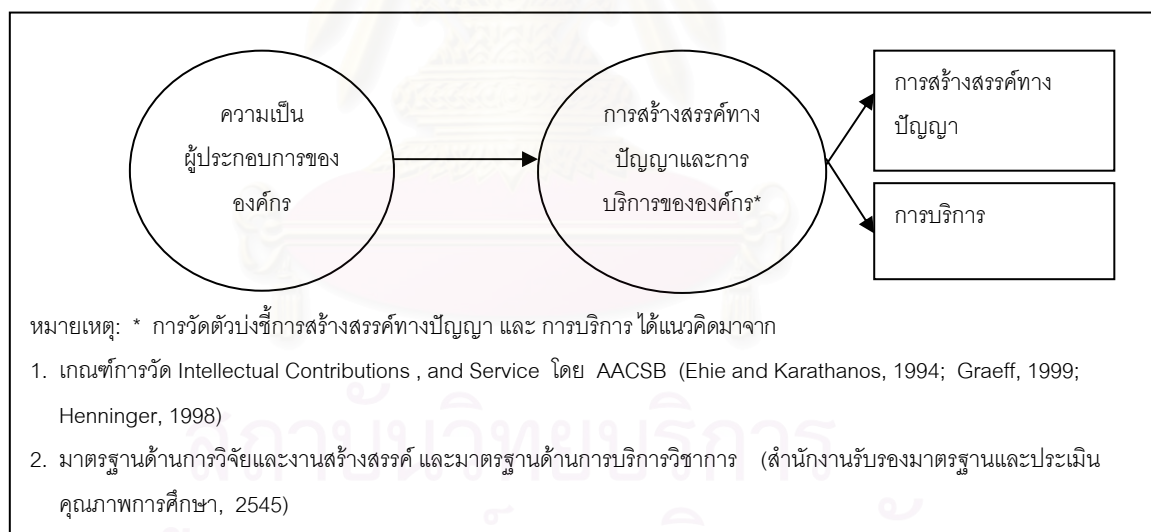 ความเป็น
ผู้ประกอบการของ
องค์กร
การสร้างสรรค์ทาง
ปัญญาและการ
บริการขององค์กร*
การสร้างสรรค์ทาง
ปัญญา
การบริการ
หมายเหตุ: * การวัดตัวบ่งชี้การสร้างสรรค์ทางปัญญา และ การบริการ ได้แนวคิดมาจาก
1. เกณฑ์การวัด Intellectual Contributions , and Service โดย AACSB (Ehie and Karathanos, 1994; Graeff, 1999;
Henninger, 1998)
2. มาตรฐานด้านการวิจัยและงานสร้างสรรค์ และมาตรฐานด้านการบริการวิชาการ (สำนักงานรับรองมาตรฐานและประเมิน
คุณภาพการศึกษา, 2545)
สถาบันวิทยบริการ